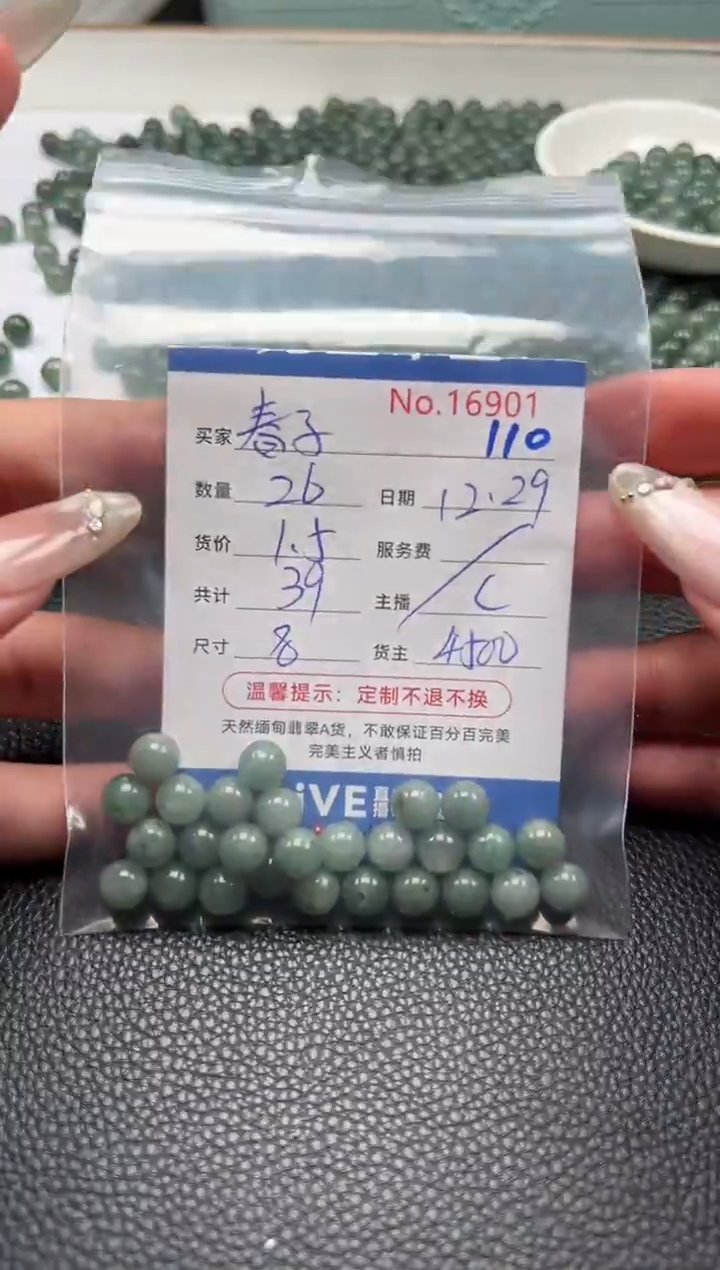 No.16901
买家 春子 110
数量 26 日期 12.29
货价 1.5 服务费 /
共计 39 主播 C
尺寸 8 货主 4500
温馨提示：定制不退不换
天然缅甸翡翠A货，不敢保证百分百完美
完美主义者慎拍
iVE 直播